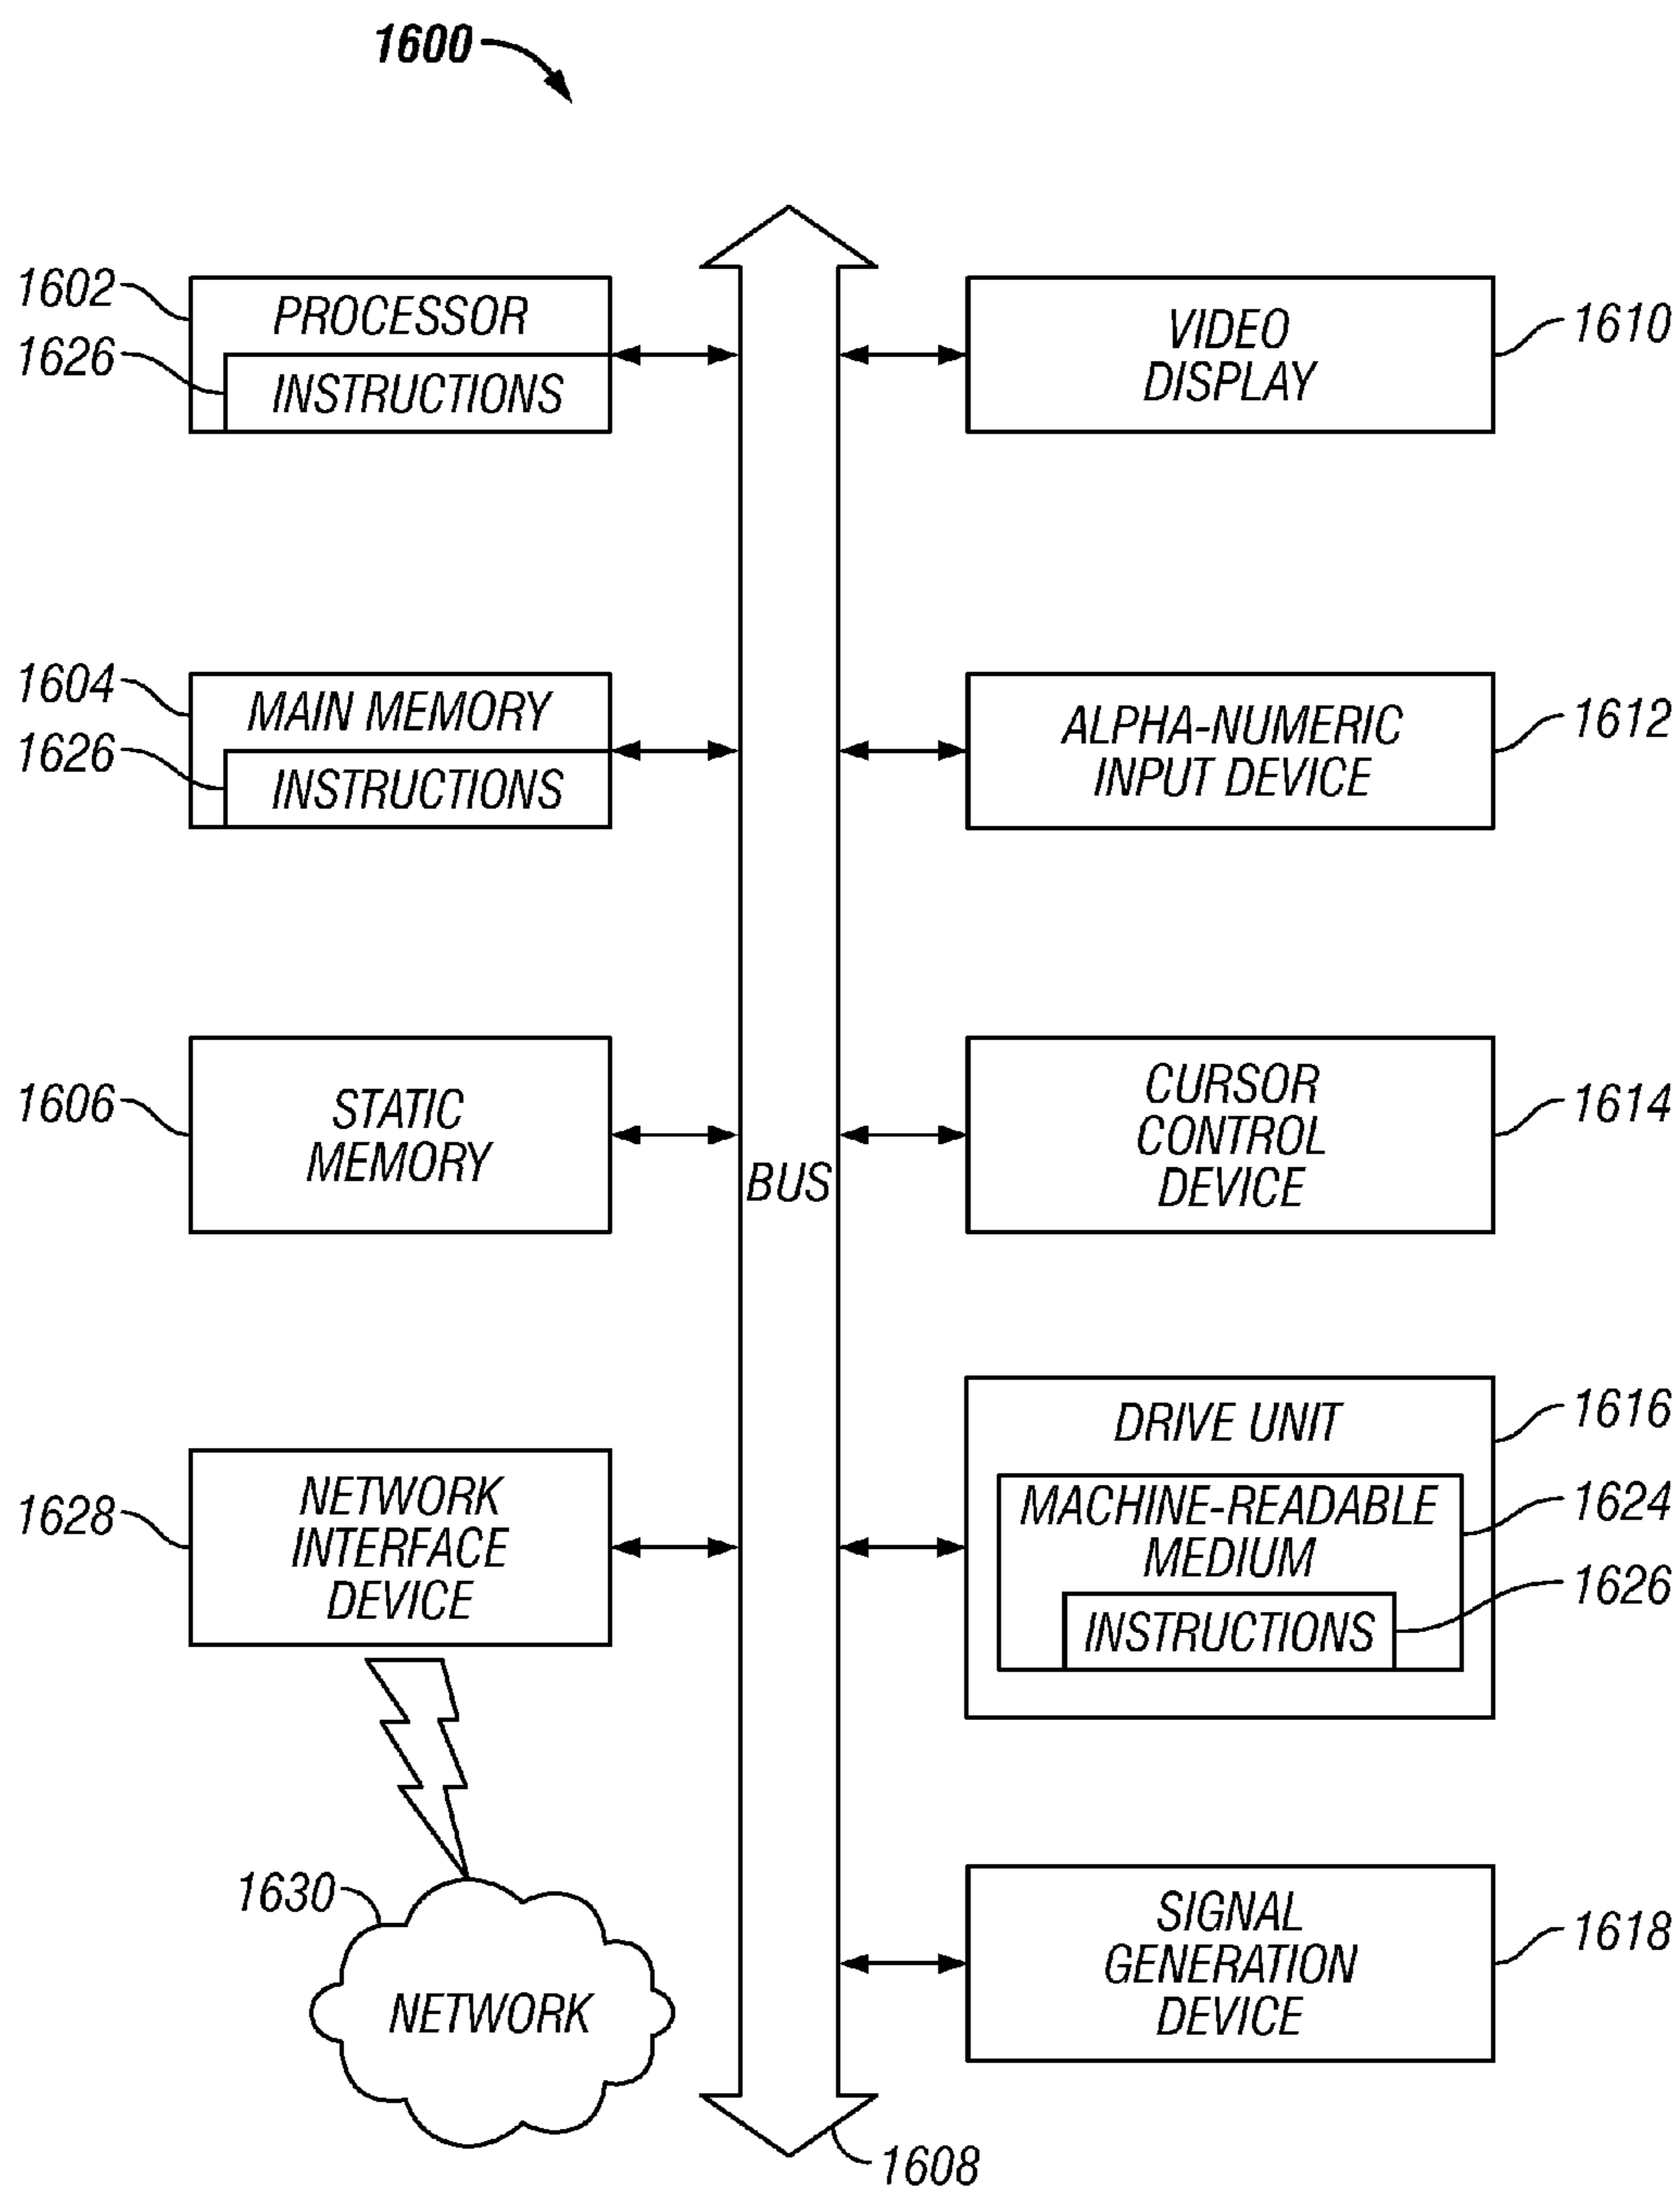 1600
1602
PROCESSOR
1626
INSTRUCTIONS
VIDEO
DISPLAY
1610
1604
MAIN MEMORY
1626
INSTRUCTIONS
ALPHA-NUMERIC
INPUT DEVICE
1612
1606
STATIC
MEMORY
BUS
CURSOR
CONTROL
DEVICE
1614
1628
NETWORK
INTERFACE
DEVICE
DRIVE UNIT
1616
MACHINE-READABLE
MEDIUM
1624
INSTRUCTIONS
1626
1630
NETWORK
SIGNAL
GENERATION
DEVICE
1618
1608